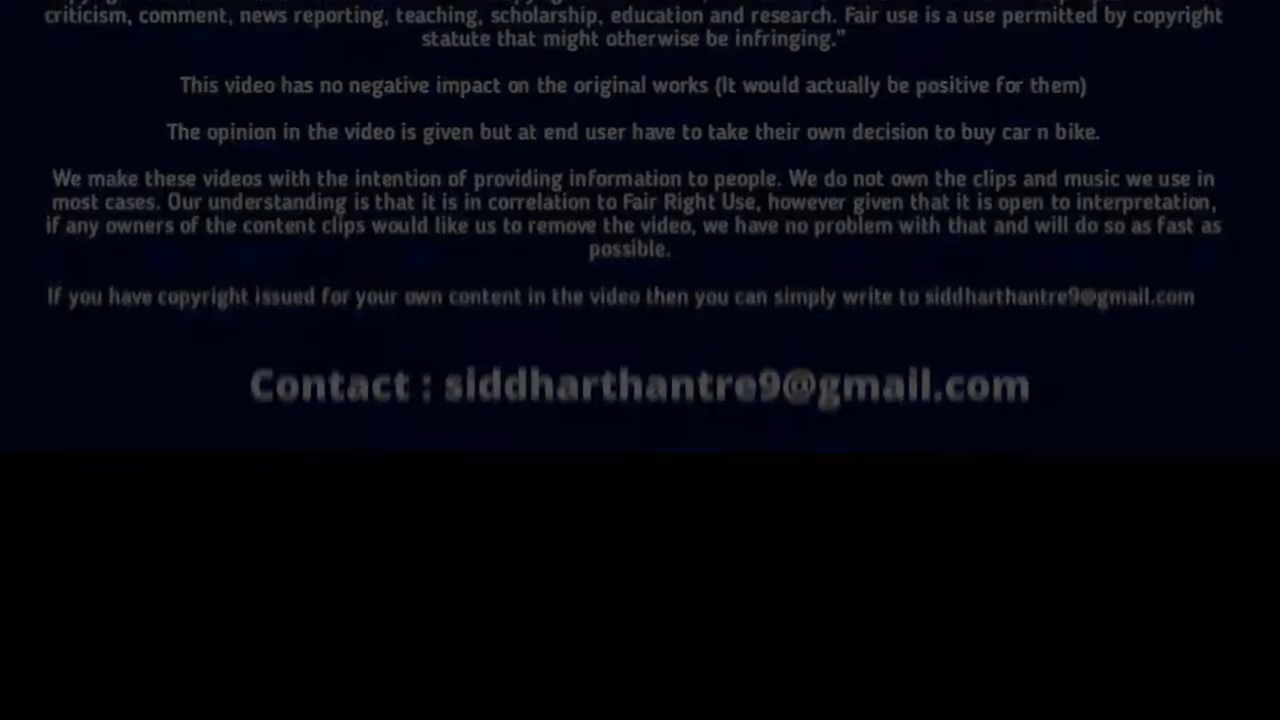 criticism, comment, news reporting, teaching, scholarship, education and research. Fair use is a use permitted by copyright
statute that might otherwise be infringing.”
This video has no negative impact on the original works (It would actually be positive for them)
The opinion in the video is given but at end user have to take their own decision to buy car n bike.
We make these videos with the intention of providing information to people. We do not own the clips and music we use in
most cases. Our understanding is that it is in correlation to Fair Right Use, however given that it is open to interpretation,
if any owners of the content clips would like us to remove the video, we have no problem with that and will do so as fast as
possible.
If you have copyright issued for your own content in the video then you can simply write to siddharthantre9@gmail.com
Contact : siddharthantre9@gmail.com